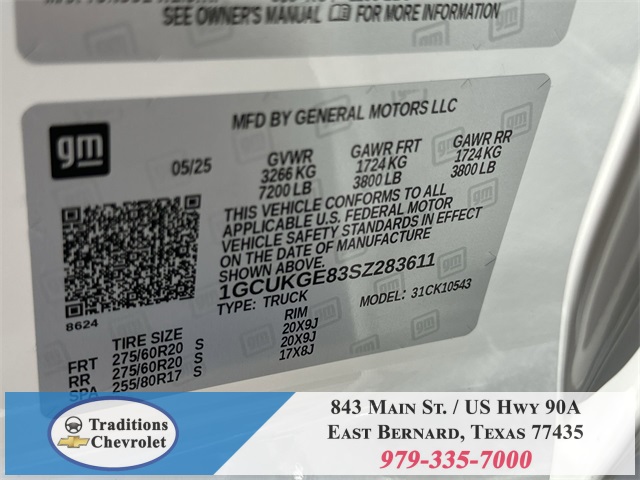 SEE OWNER'S MANUAL FOR MORE INFORMATION
MFD BY GENERAL MOTORS LLC
gm
05/25
GVWR GAWR FRT GAWR RR
3266 KG 1724 KG 1724 KG
7200 LB 3800 LB 3800 LB
THIS VEHICLE CONFORMS TO ALL
APPLICABLE U.S. FEDERAL MOTOR
VEHICLE SAFETY STANDARDS IN EFFECT
ON THE DATE OF MANUFACTURE
SHOWN ABOVE.
1GCUKGE83SZ283611
TYPE: TRUCK MODEL: 31CK10543
8624
TIRE SIZE RIM
FRT 275/60R20 S 20X9J
RR 275/60R20 S 20X9J
SPA 255/80R17 S 17X8J
Traditions
Chevrolet
843 Main St. / US Hwy 90A
East Bernard, Texas 77435
979-335-7000